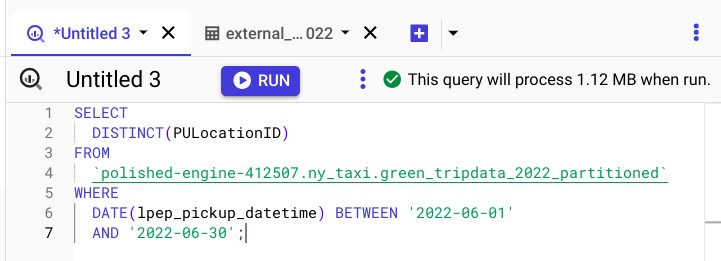 *Untitled 3
external_...022
Untitled 3
RUN
This query will process 1.12 MB when run.
1 SELECT
2 DISTINCT(PULocationID)
3 FROM
4 `polished-engine-412507.ny_taxi.green_tripdata_2022_partitioned`
5 WHERE
6 DATE(lpep_pickup_datetime) BETWEEN '2022-06-01'
7 AND '2022-06-30';